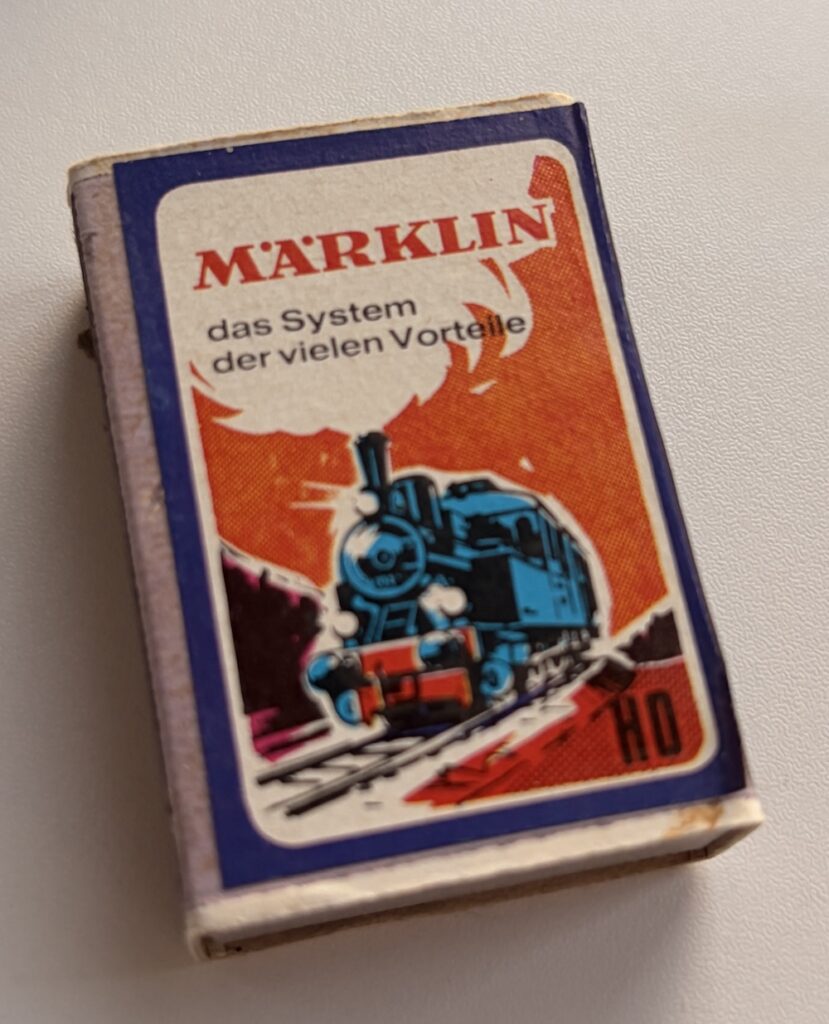 MÄRKLIN
das System
der vielen Vorteile
HO